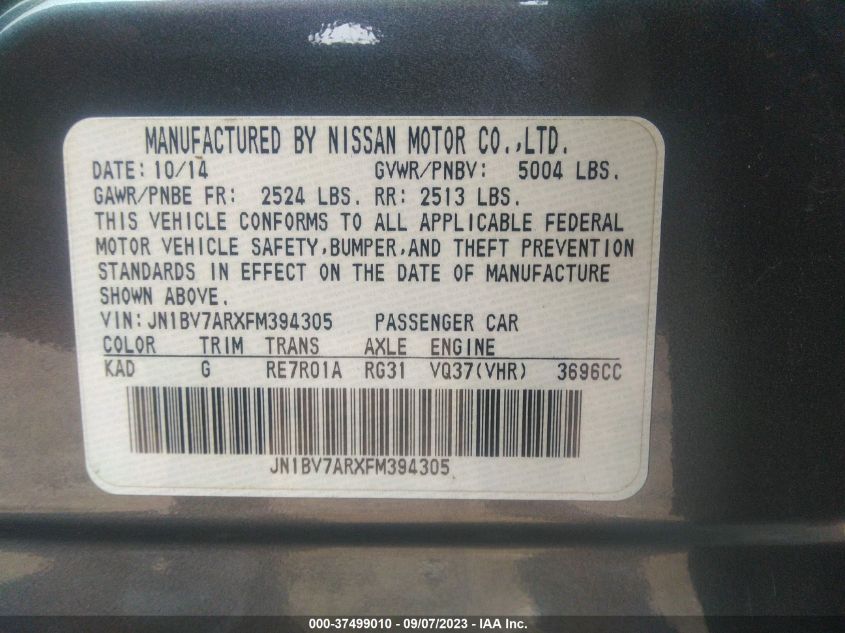 MANUFACTURED BY NISSAN MOTOR CO.,LTD.
DATE: 10/14 GVWR/PNBV: 5004 LBS.
GAWR/PNBE FR: 2524 LBS. RR: 2513 LBS.
THIS VEHICLE CONFORMS TO ALL APPLICABLE FEDERAL
MOTOR VEHICLE SAFETY,BUMPER,AND THEFT PREVENTION
STANDARDS IN EFFECT ON THE DATE OF MANUFACTURE
SHOWN ABOVE.
VIN: JN1BV7ARXFM394305 PASSENGER CAR
COLOR TRIM TRANS AXLE ENGINE
KAD G RE7R01A RG31 VQ37(VHR) 3696CC
JN1BV7ARXFM394305
000-37499010 - 09/07/2023 - IAA Inc.